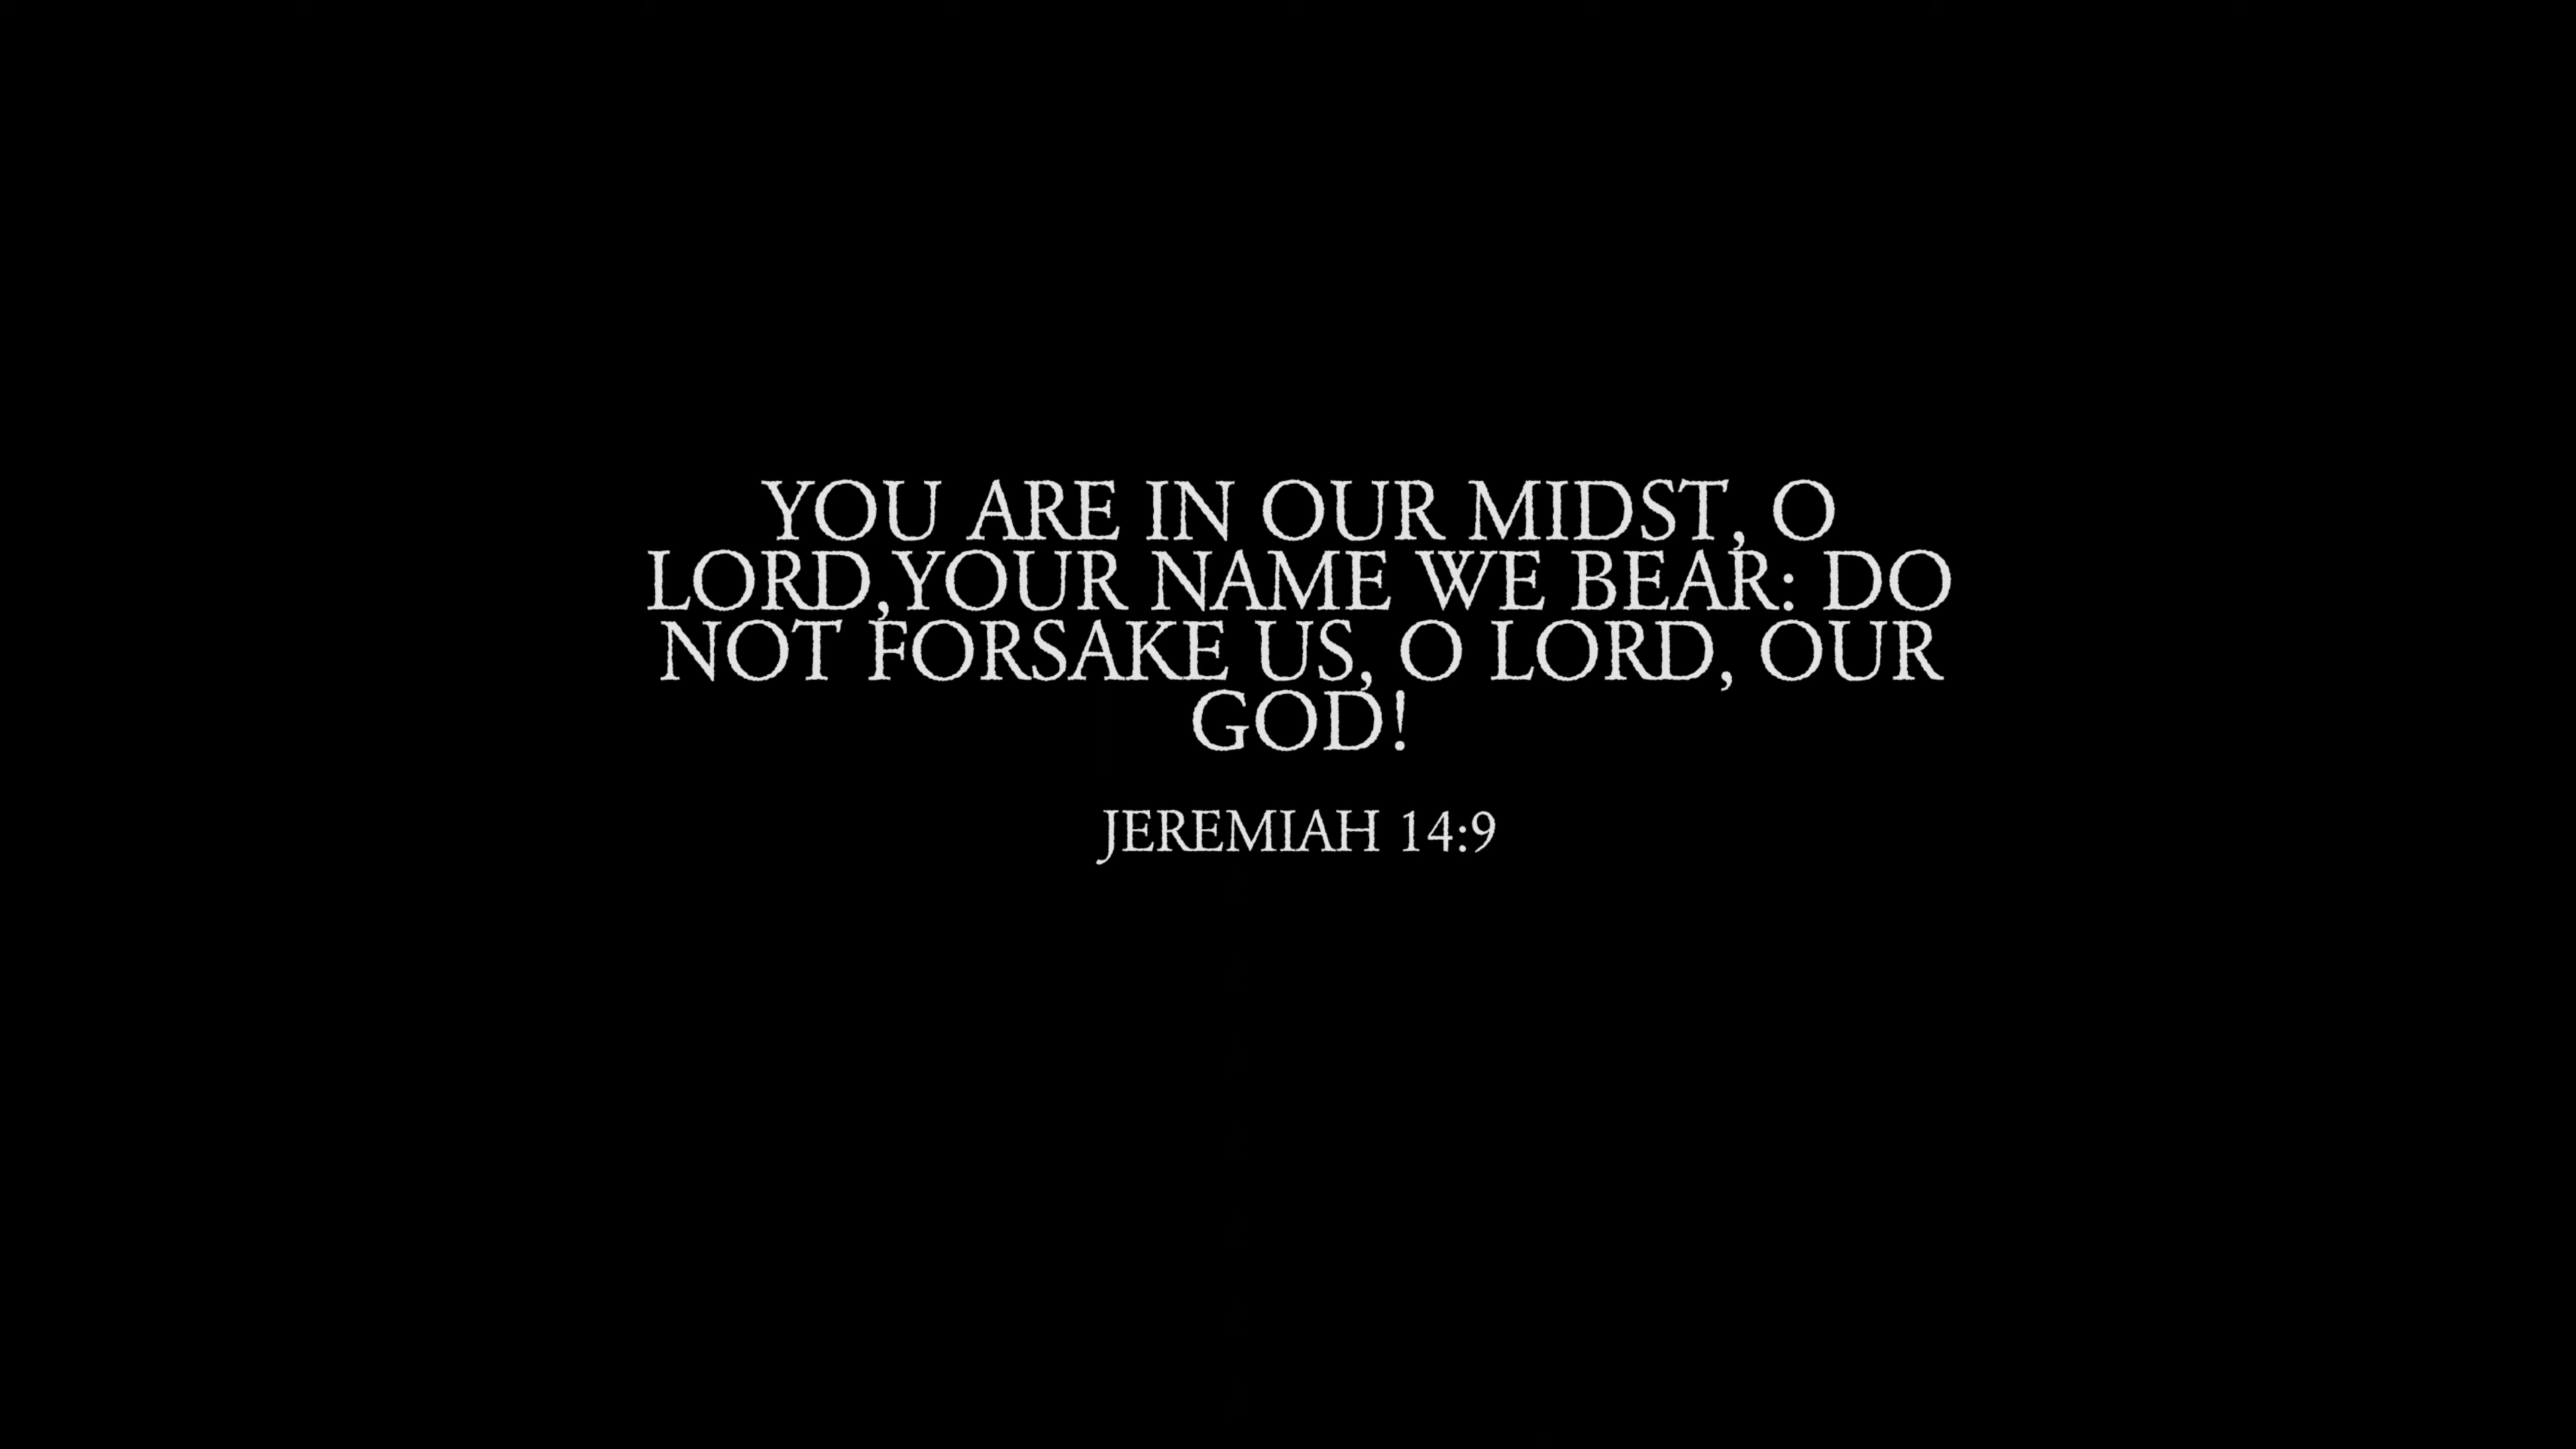 YOU ARE IN OUR MIDST, O
LORD,YOUR NAME WE BEAR: DO
NOT FORSAKE US, O LORD, OUR
GOD!
JEREMIAH 14:9